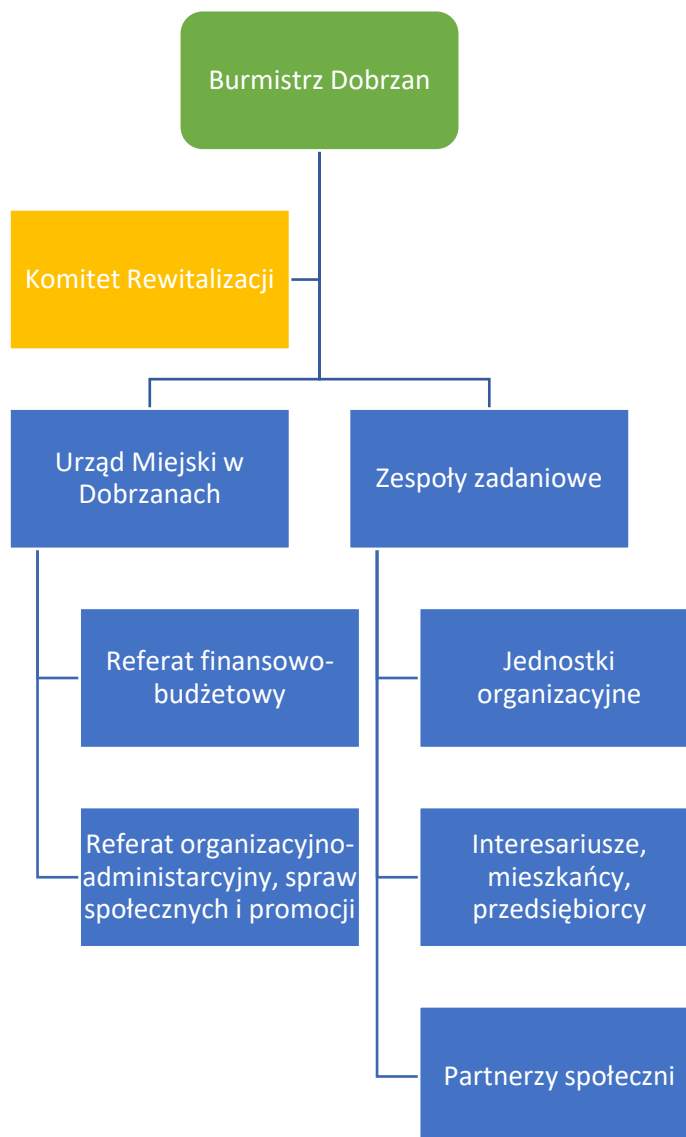 Burmistrz Dobrzan
Komitet Rewitalizacji
Urząd Miejski w
Dobrzanach
Zespoły zadaniowe
Referat finansowo-
budżetowy
Jednostki
organizacyjne
Referat organizacyjno-
administarcyjny, spraw
społecznych i promocji
Interesariusze,
mieszkańcy,
przedsiębiorcy
Partnerzy społeczni